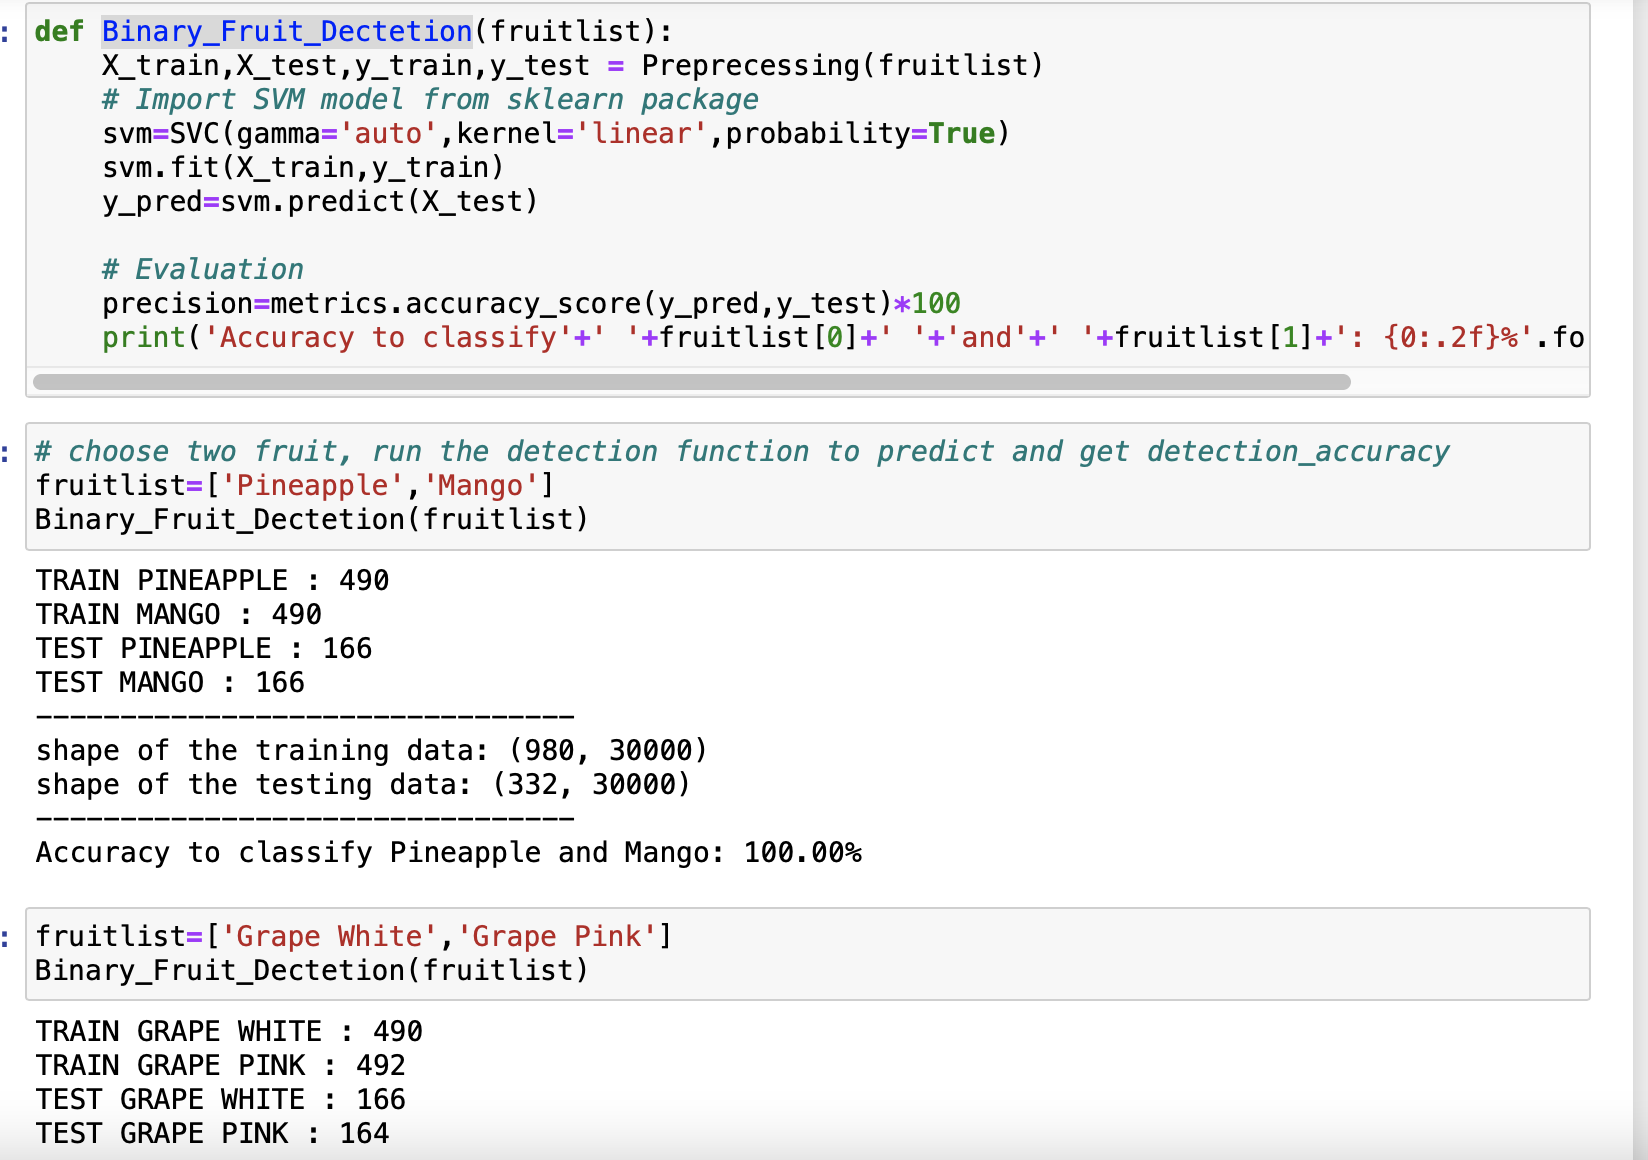 : def Binary_Fruit_Dectetion(fruitlist):
    X_train,X_test,y_train,y_test = Preprecessing(fruitlist)
    # Import SVM model from sklearn package
    svm=SVC(gamma='auto',kernel='linear',probability=True)
    svm.fit(X_train,y_train)
    y_pred=svm.predict(X_test)

    # Evaluation
    precision=metrics.accuracy_score(y_pred,y_test)*100
    print('Accuracy to classify'+' '+fruitlist[0]+' '+'and'+' '+fruitlist[1]+': {0:.2f}%'.fo
: # choose two fruit, run the detection function to predict and get detection_accuracy
fruitlist=['Pineapple','Mango']
Binary_Fruit_Dectetion(fruitlist)
TRAIN PINEAPPLE : 490
TRAIN MANGO : 490
TEST PINEAPPLE : 166
TEST MANGO : 166
--------------------------------
shape of the training data: (980, 30000)
shape of the testing data: (332, 30000)
--------------------------------
Accuracy to classify Pineapple and Mango: 100.00%
: fruitlist=['Grape White','Grape Pink']
Binary_Fruit_Dectetion(fruitlist)
TRAIN GRAPE WHITE : 490
TRAIN GRAPE PINK : 492
TEST GRAPE WHITE : 166
TEST GRAPE PINK : 164